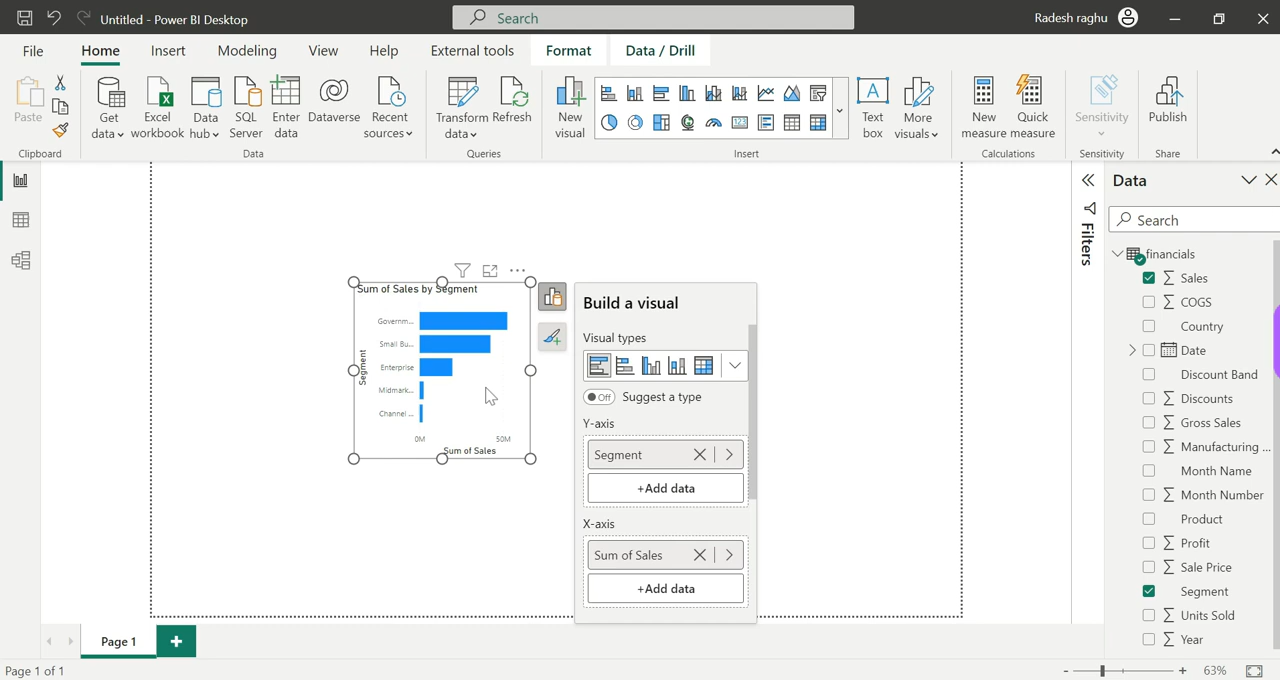 Untitled - Power BI Desktop
Search
Radesh raghu
File
Home
Insert
Modeling
View
Help
External tools
Format
Data / Drill
Paste
Get data
Excel workbook
Data hub
SQL Server
Enter data
Dataverse
Recent sources
Transform data
Refresh
New visual
Text box
More visuals
New measure
Quick measure
Sensitivity
Publish
Clipboard
Data
Queries
Insert
Calculations
Sensitivity
Share
Sum of Sales by Segment
Segment
Governm...
Small Bu...
Enterprise
Midmark...
Channel ...
0M
50M
Sum of Sales
Build a visual
Visual types
Off
Suggest a type
Y-axis
Segment
+Add data
X-axis
Sum of Sales
+Add data
Filters
Data
Search
financials
Sales
COGS
Country
Date
Discount Band
Discounts
Gross Sales
Manufacturing ...
Month Name
Month Number
Product
Profit
Sale Price
Segment
Units Sold
Year
Page 1
Page 1 of 1
63%